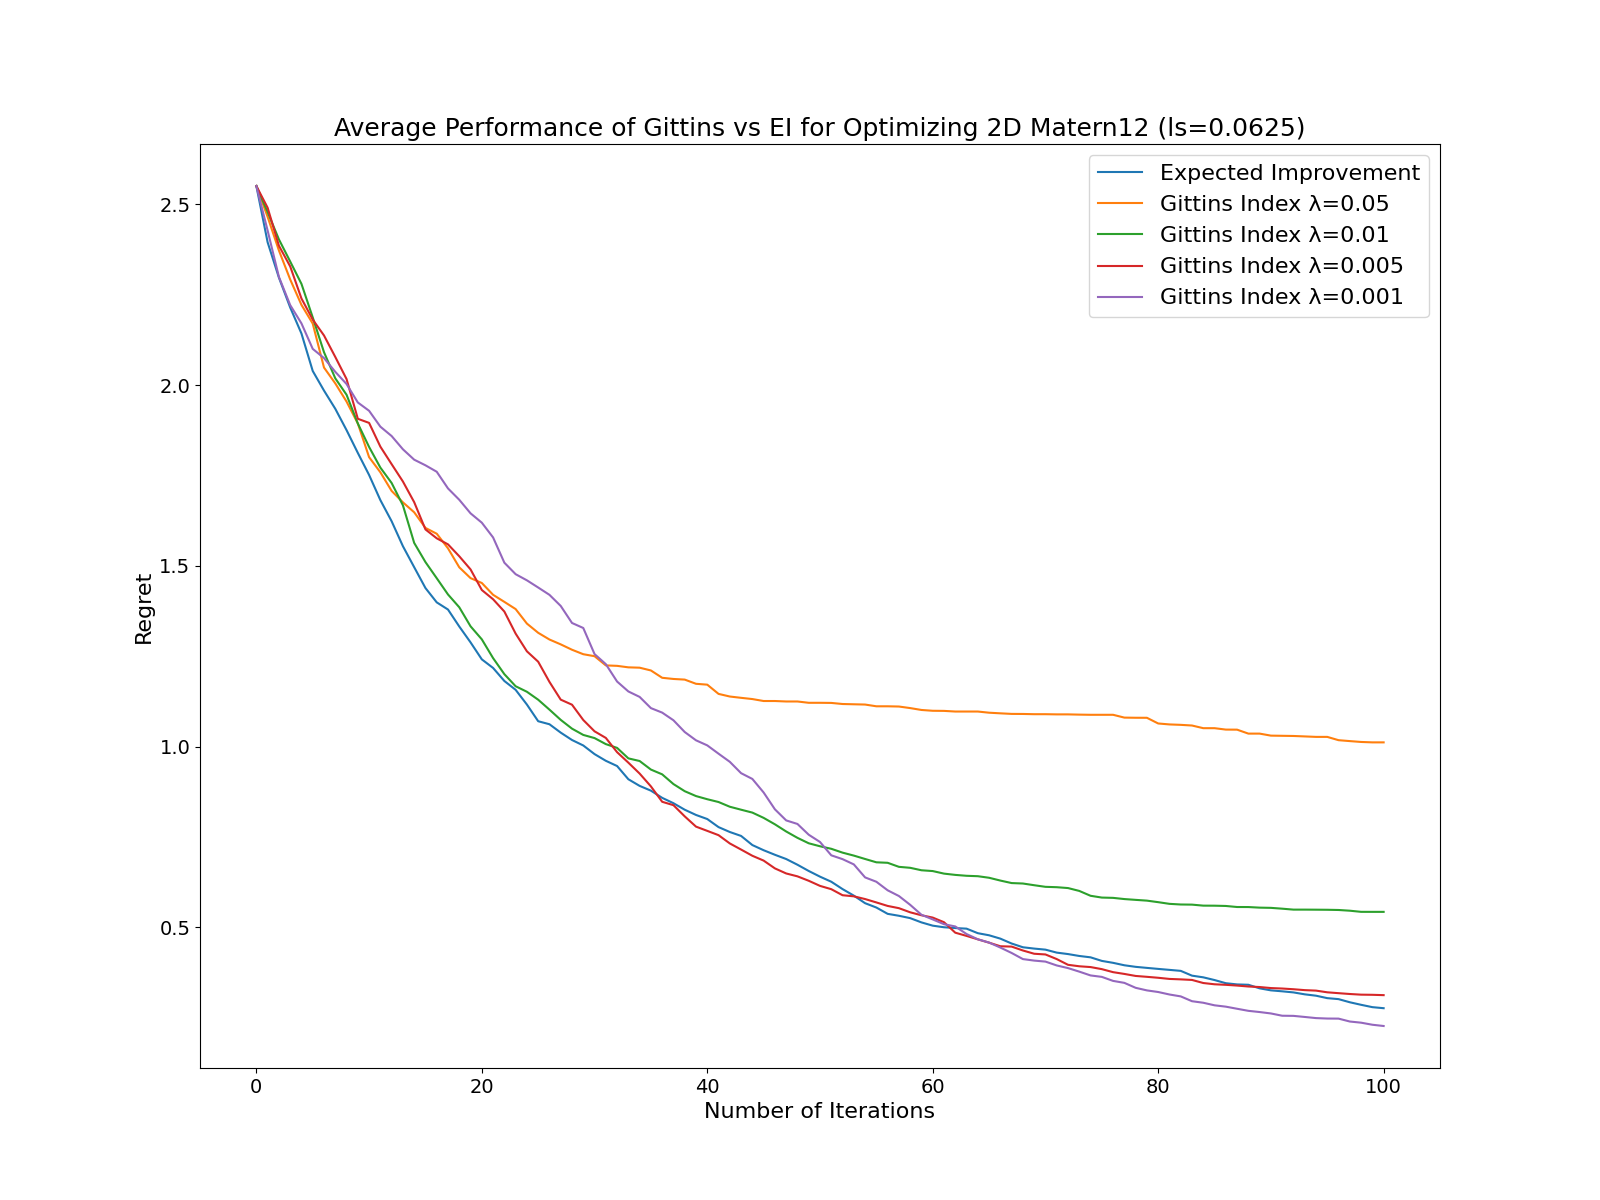 Average Performance of Gittins vs EI for Optimizing 2D Matern12 (ls=0.0625)
Expected Improvement
Gittins Index λ=0.05
Gittins Index λ=0.01
Gittins Index λ=0.005
Gittins Index λ=0.001
2.5
2.0
1.5
1.0
0.5
Regret
0 20 40 60 80 100
Number of Iterations